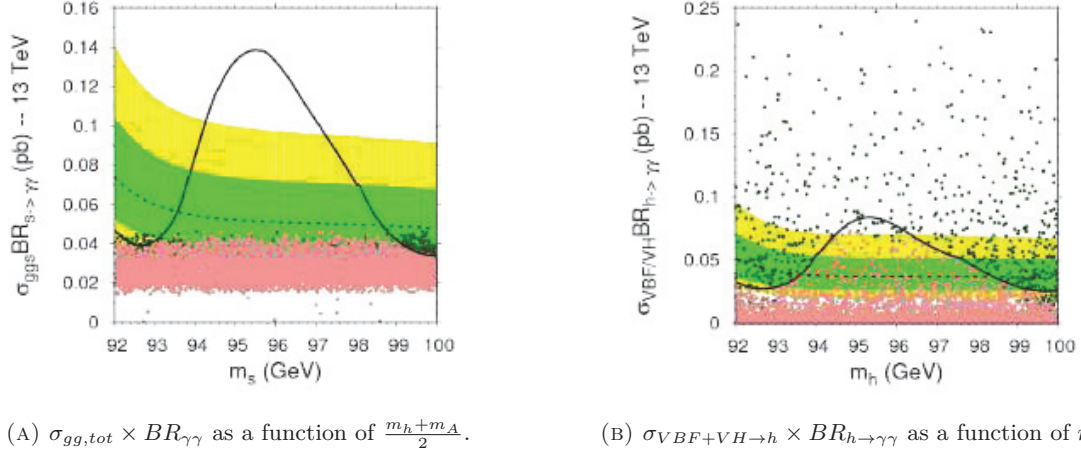 σggsBRs->γγ (pb) -- 13 TeV
0.16
0.14
0.12
0.1
0.08
0.06
0.04
0.02
0
92 93 94 95 96 97 98 99 100
ms (GeV)
σVBF/VHBRh->γγ (pb) -- 13 TeV
0.25
0.2
0.15
0.1
0.05
0
92 93 94 95 96 97 98 99 100
mh (GeV)
(A) σgg,tot × BRγγ as a function of (mh+mA)/2.
(B) σVBF+VH→h × BRh→γγ as a function of